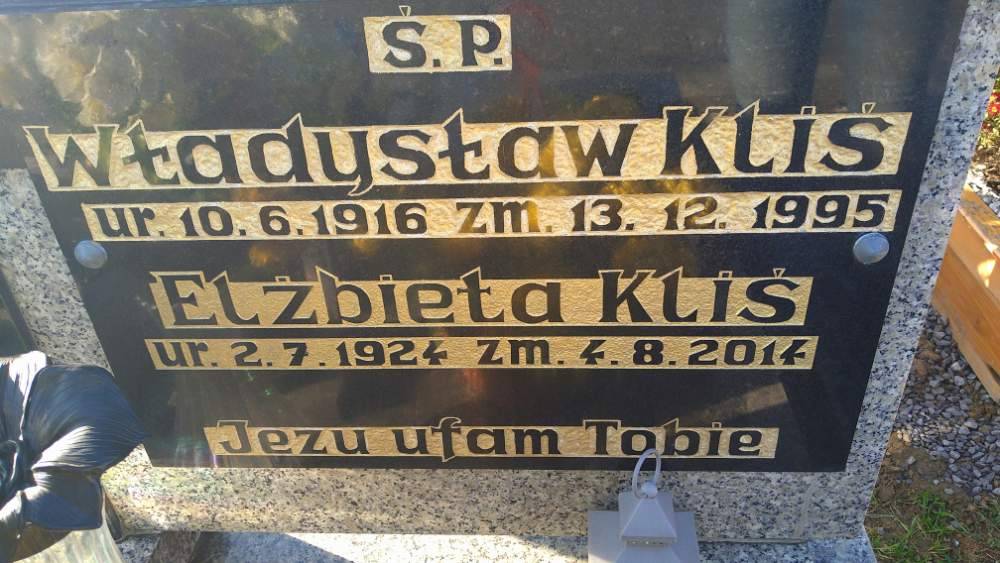 Ś.P.
Władysław Kliś
ur. 10.6.1916 zm. 13. 12. 1995
Elżbieta Kliś
ur. 2.7.1924 zm. 4.8.2014
Jezu ufam Tobie